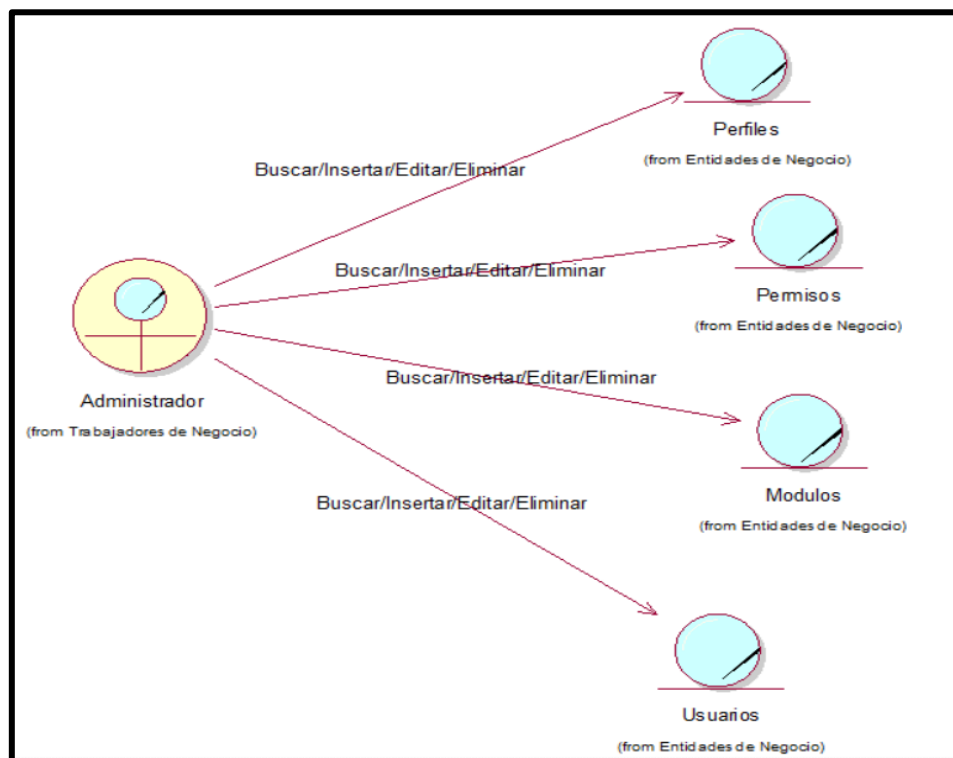 Perfiles
(from Entidades de Negocio)
Buscar/Insertar/Editar/Eliminar
Buscar/Insertar/Editar/Eliminar
Permisos
(from Entidades de Negocio)
Buscar/Insertar/Editar/Eliminar
Administrador
(from Trabajadores de Negocio)
Modulos
(from Entidades de Negocio)
Buscar/Insertar/Editar/Eliminar
Usuarios
(from Entidades de Negocio)